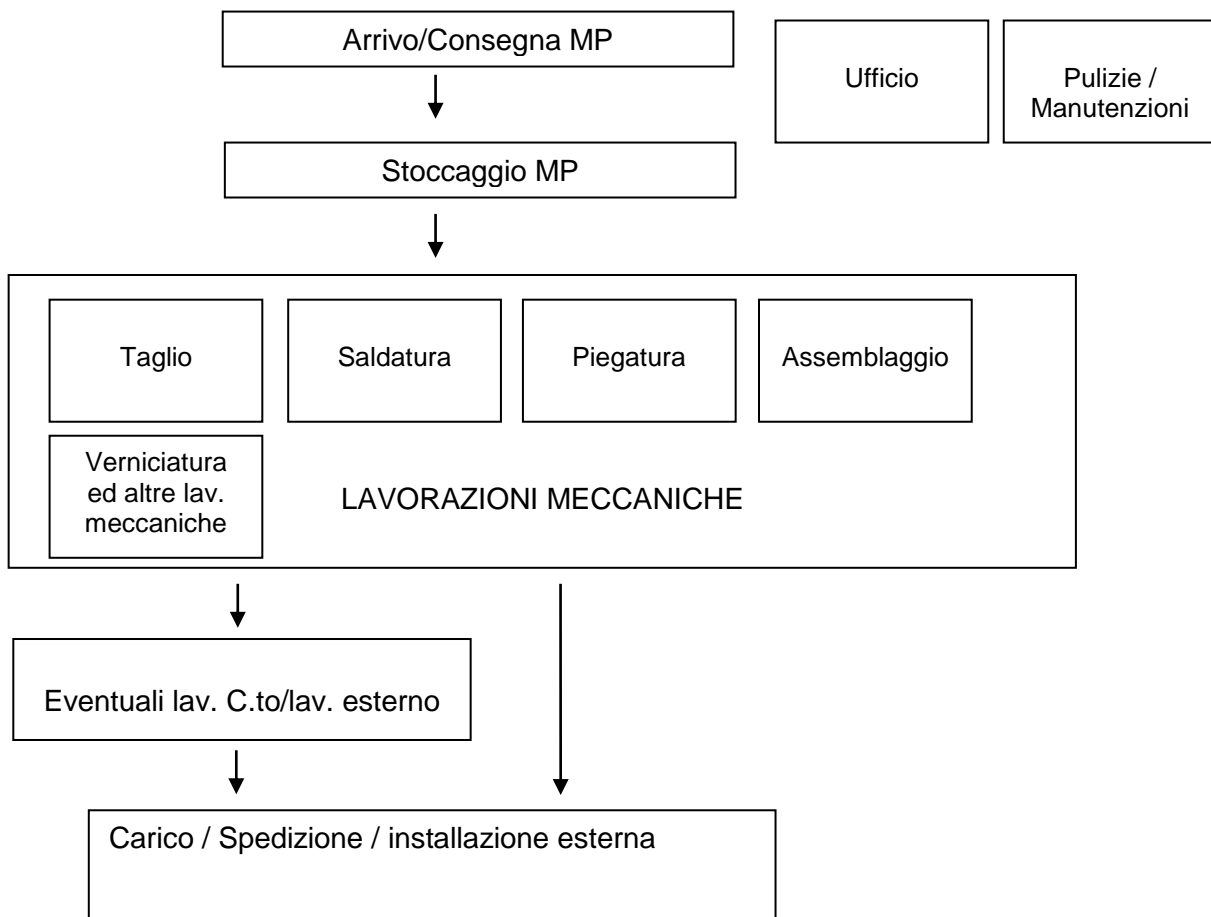 Arrivo/Consegna MP
Ufficio
Pulizie /
Manutenzioni
Stoccaggio MP
Taglio
Saldatura
Piegatura
Assemblaggio
Verniciatura
ed altre lav.
meccaniche
LAVORAZIONI MECCANICHE
Eventuali lav. C.to/lav. esterno
Carico / Spedizione / installazione esterna